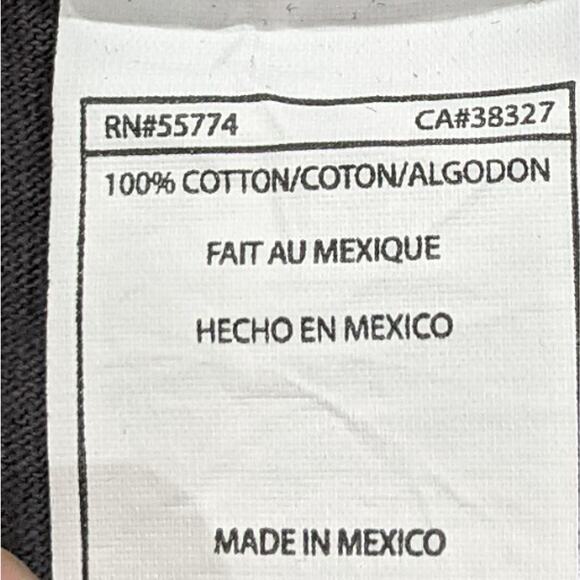 RN#55774 CA#38327
100% COTTON/COTON/ALGODON
FAIT AU MEXIQUE
HECHO EN MEXICO
MADE IN MEXICO